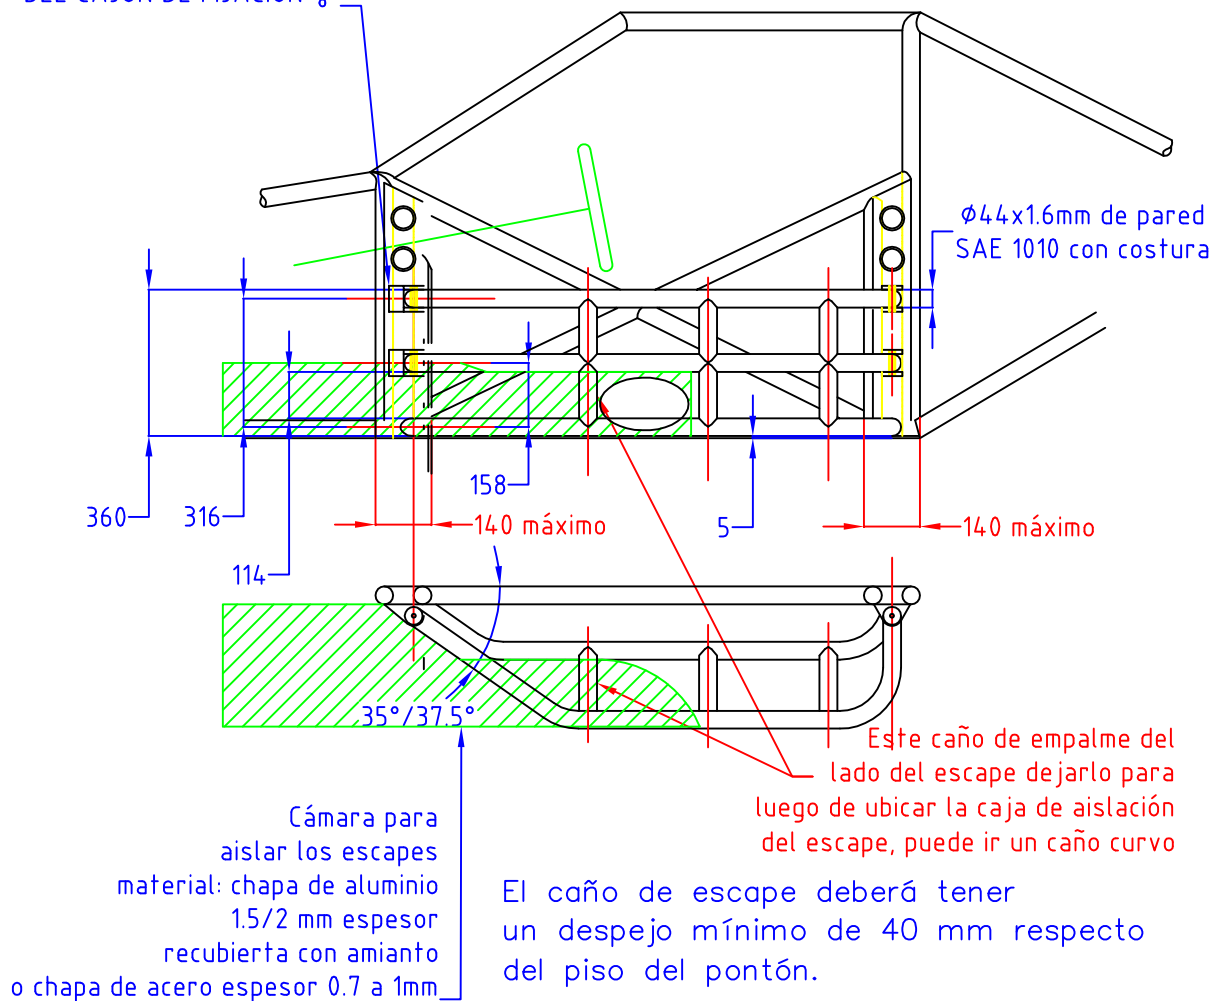 DEL CAJON DE FIJACION
Ø44x1.6mm de pared
SAE 1010 con costura
360
316
158
140 máximo
5
140 máximo
114
35°/37.5°
Este caño de empalme del
lado del escape dejarlo para
luego de ubicar la caja de aislación
del escape, puede ir un caño curvo
Cámara para
aislar los escapes
material: chapa de aluminio
1.5/2 mm espesor
recubierta con amianto
o chapa de acero espesor 0.7 a 1mm
El caño de escape deberá tener
un despejo mínimo de 40 mm respecto
del piso del pontón.